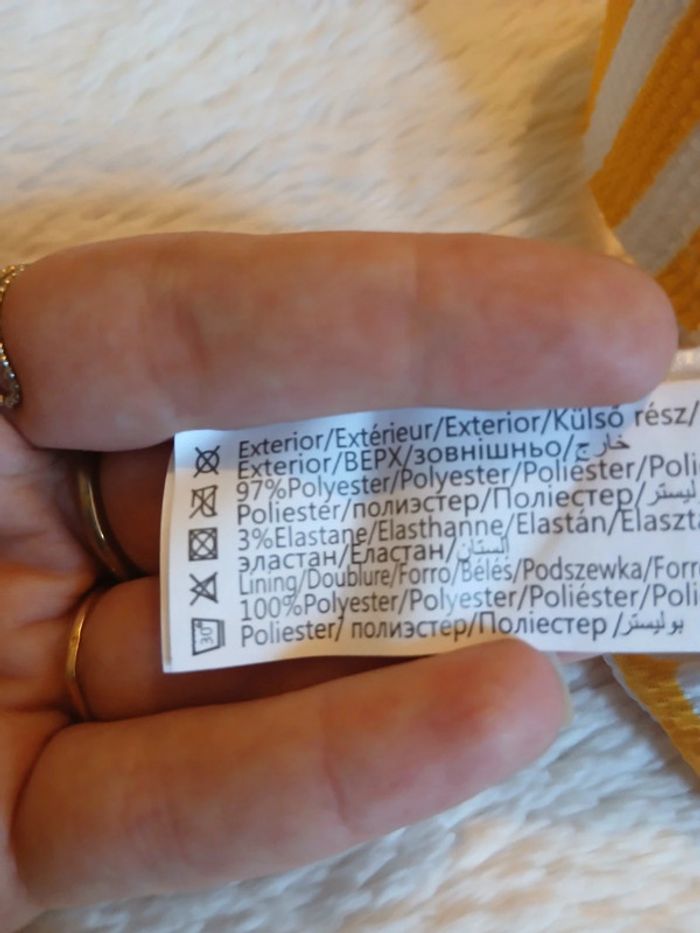 Exterior/Extérieur/Exterior/Külső rész/
Exterior/ВЕРХ/зовнішньо/خارج
97%Polyester/Polyester/Poliéster/Poli
Poliester/полиэстер/Поліестер/
3%Elastane/Elasthanne/Elastán/Elaszt
эластан/Еластан/إلستان
Lining/Doublure/Forro/Bélés/Podszewka/Forr
100%Polyester/Polyester/Poliéster/Poli
Poliester/ полиэстер/Поліестер /بوليستر
30°